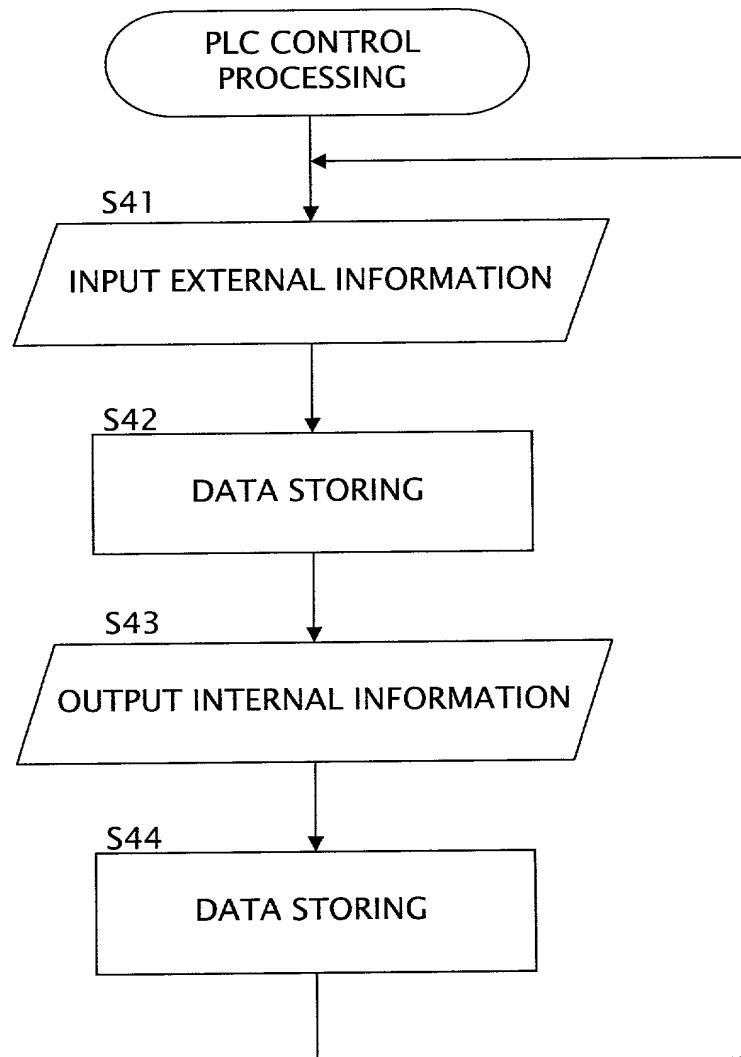 PLC CONTROL
PROCESSING
S41
INPUT EXTERNAL INFORMATION
S42
DATA STORING
S43
OUTPUT INTERNAL INFORMATION
S44
DATA STORING